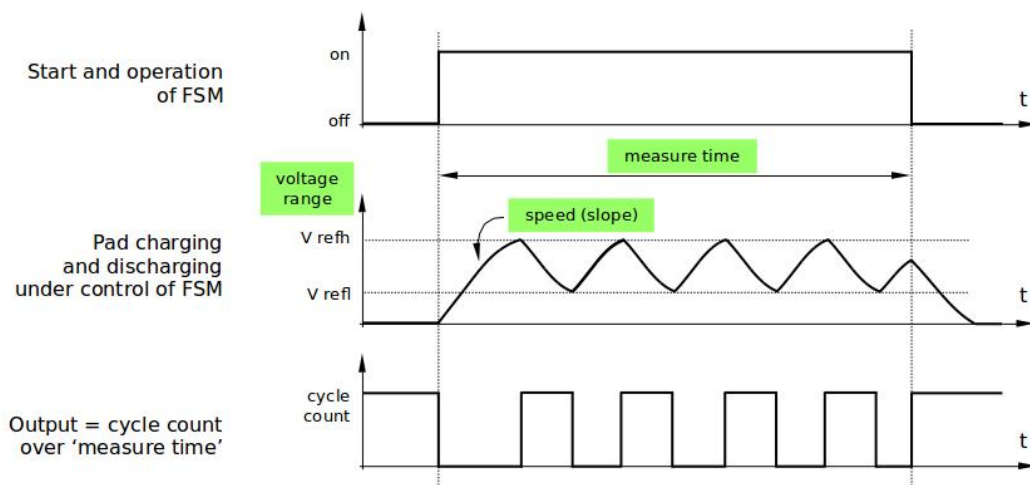 Start and operation
of FSM
on
off
t
measure time
voltage
range
speed (slope)
Pad charging
and discharging
under control of FSM
V refh
V refl
t
Output = cycle count
over ‘measure time’
cycle
count
t